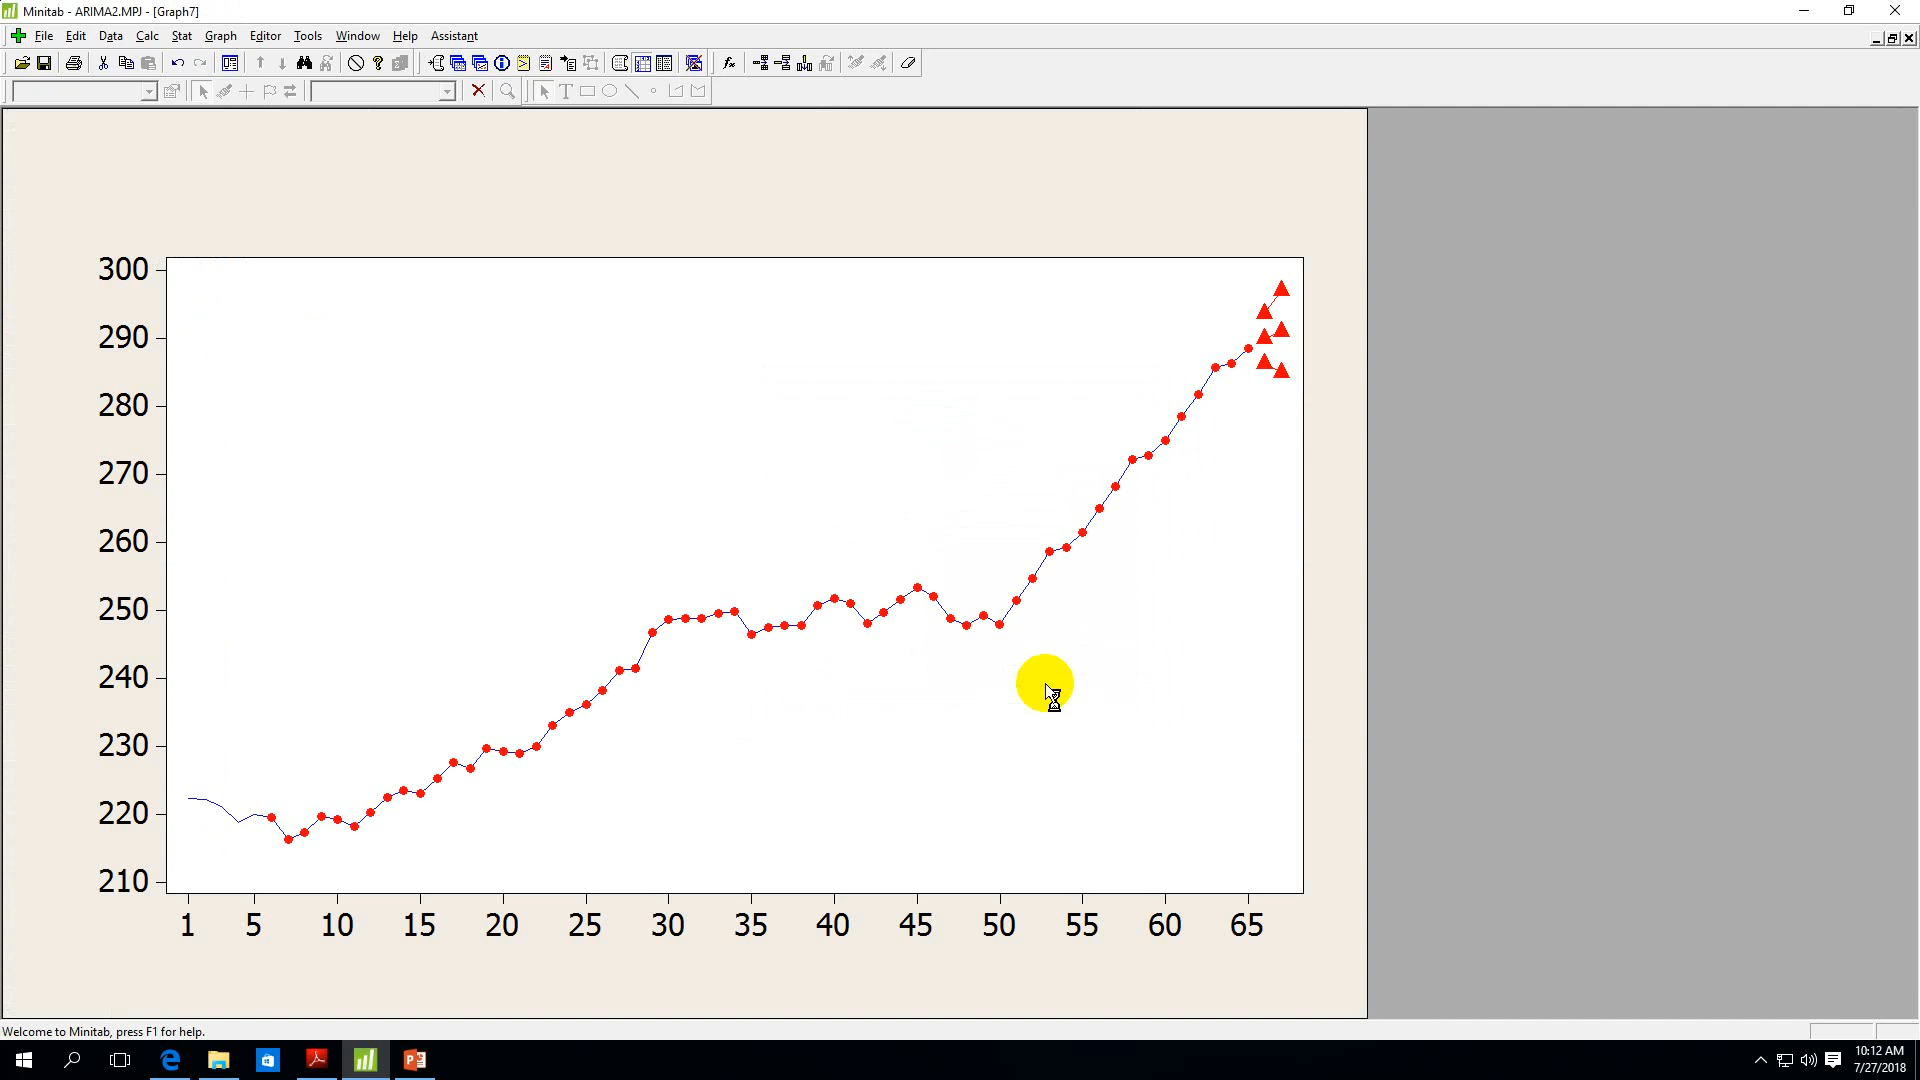 Minitab - ARIMA2.MPJ - [Graph7]
File Edit Data Calc Stat Graph Editor Tools Window Help Assistant
300
290
280
270
260
250
240
230
220
210
1 5 10 15 20 25 30 35 40 45 50 55 60 65
Welcome to Minitab, press F1 for help.
10:12 AM
7/27/2018